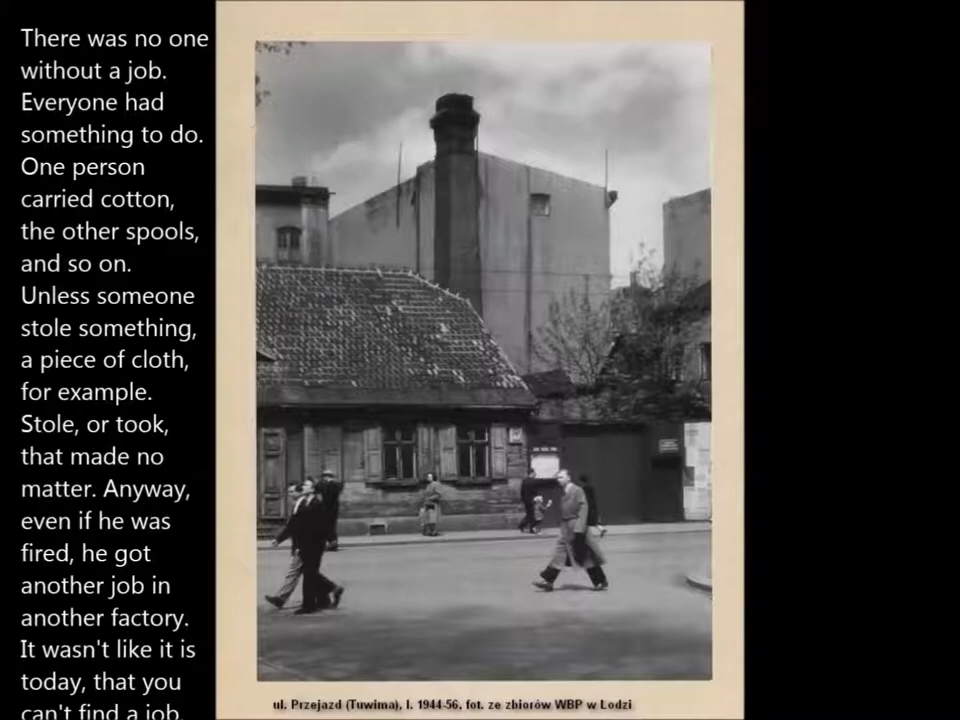 There was no one
without a job.
Everyone had
something to do.
One person
carried cotton,
the other spools,
and so on.
Unless someone
stole something,
a piece of cloth,
for example.
Stole, or took,
that made no
matter. Anyway,
even if he was
fired, he got
another job in
another factory.
It wasn't like it is
today, that you
can't find a job.
ul. Przejazd (Tuwima), l. 1944-56, fot. ze zbiorów WBP w Łodzi